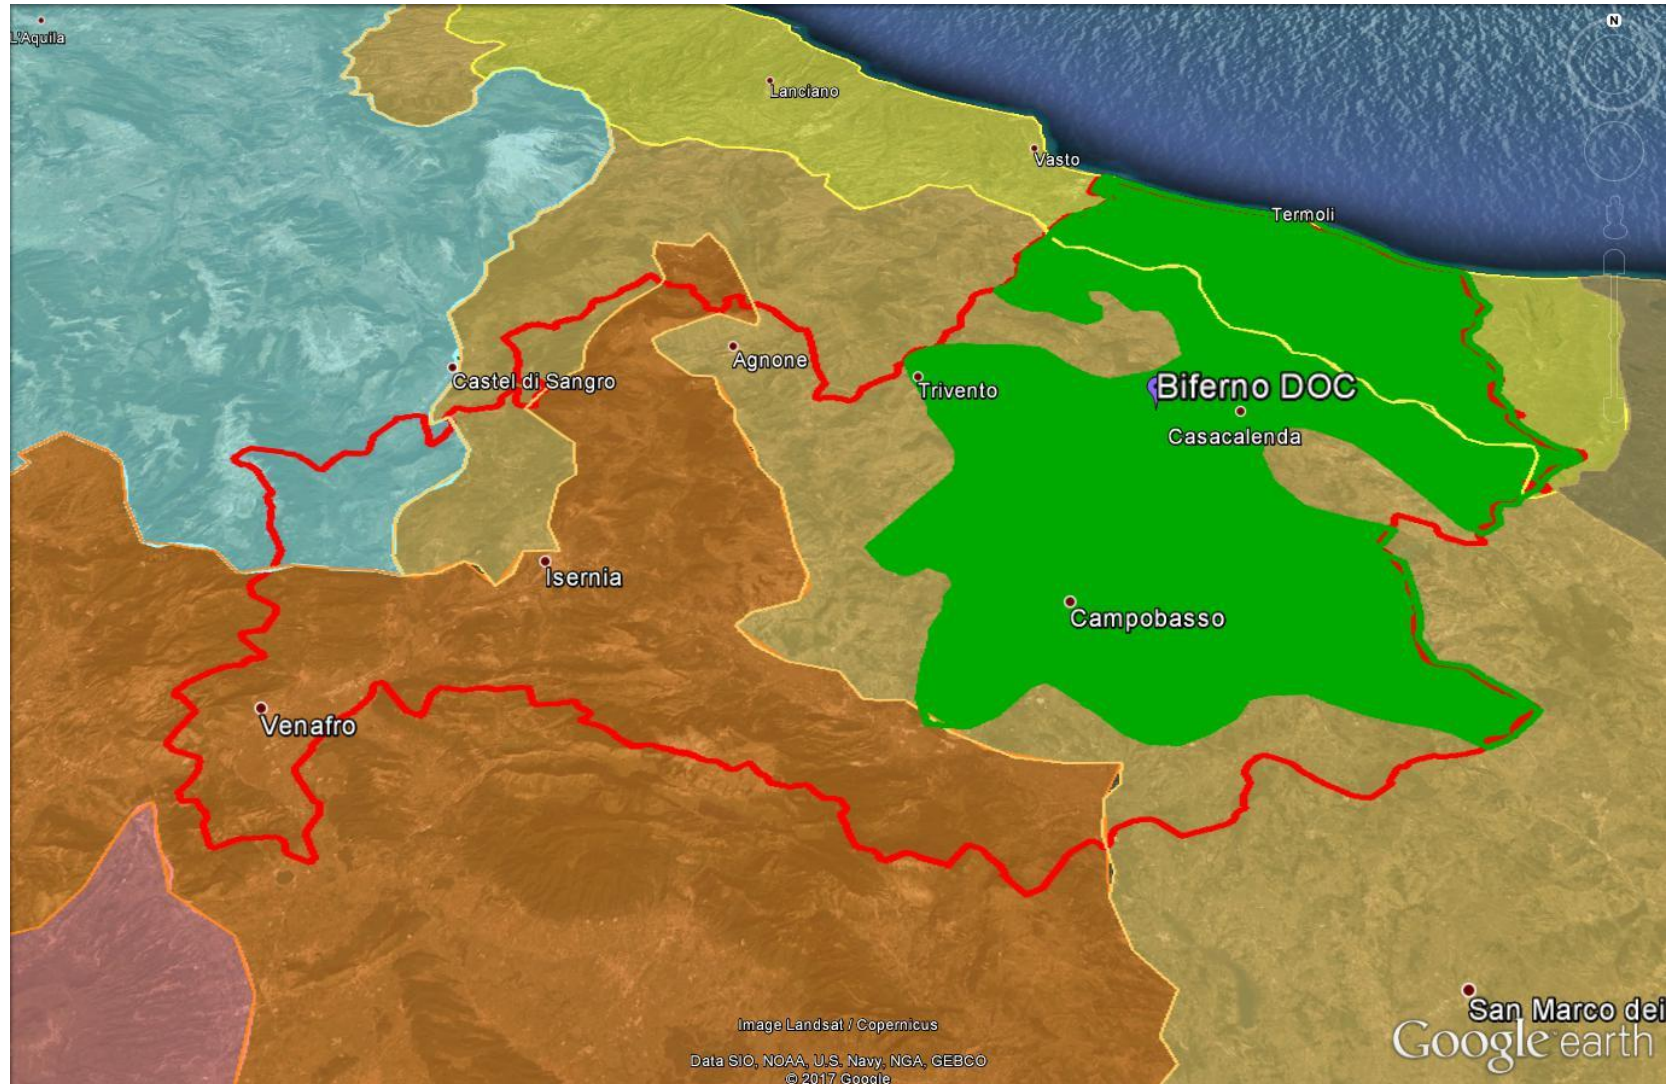 N
L'Aquila
Lanciano
Vasto
Termoli
Agnone
Castel di Sangro
Trivento
Biferno DOC
Casacalenda
Isernia
Campobasso
Venafro
San Marco dei
Image Landsat / Copernicus
Google earth
Data SIO, NOAA, U.S. Navy, NGA, GEBCO
© 2017 Google